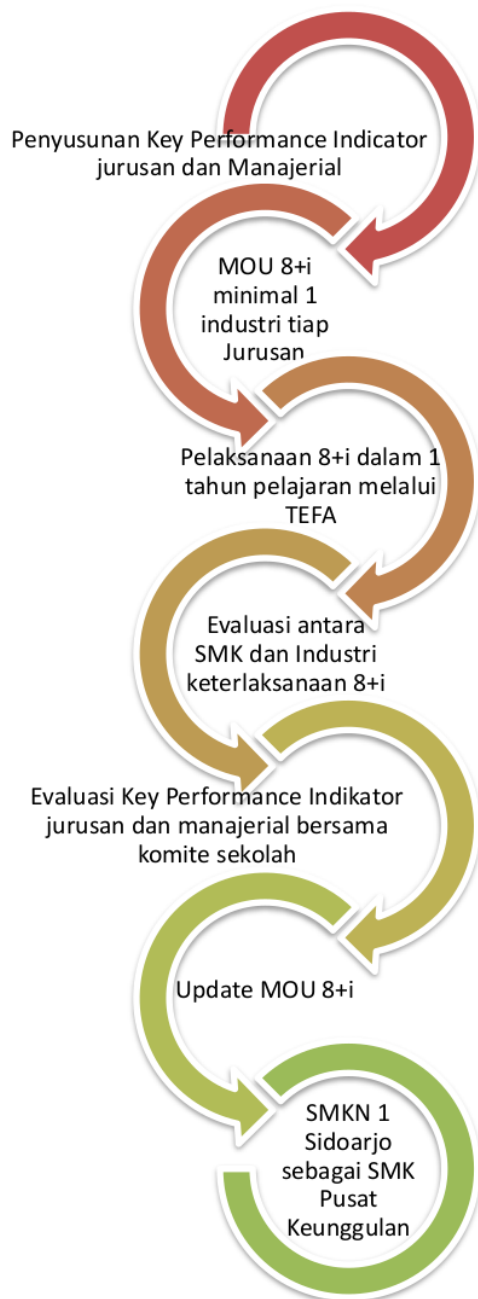 Penyusunan Key Performance Indicator
jurusan dan Manajerial
MOU 8+i
minimal 1
industri tiap
Jurusan
Pelaksanaan 8+i dalam 1
tahun pelajaran melalui
TEFA
Evaluasi antara
SMK dan Industri
keterlaksanaan 8+i
Evaluasi Key Performance Indikator
jurusan dan manajerial bersama
komite sekolah
Update MOU 8+i
SMKN 1
Sidoarjo
sebagai SMK
Pusat
Keunggulan